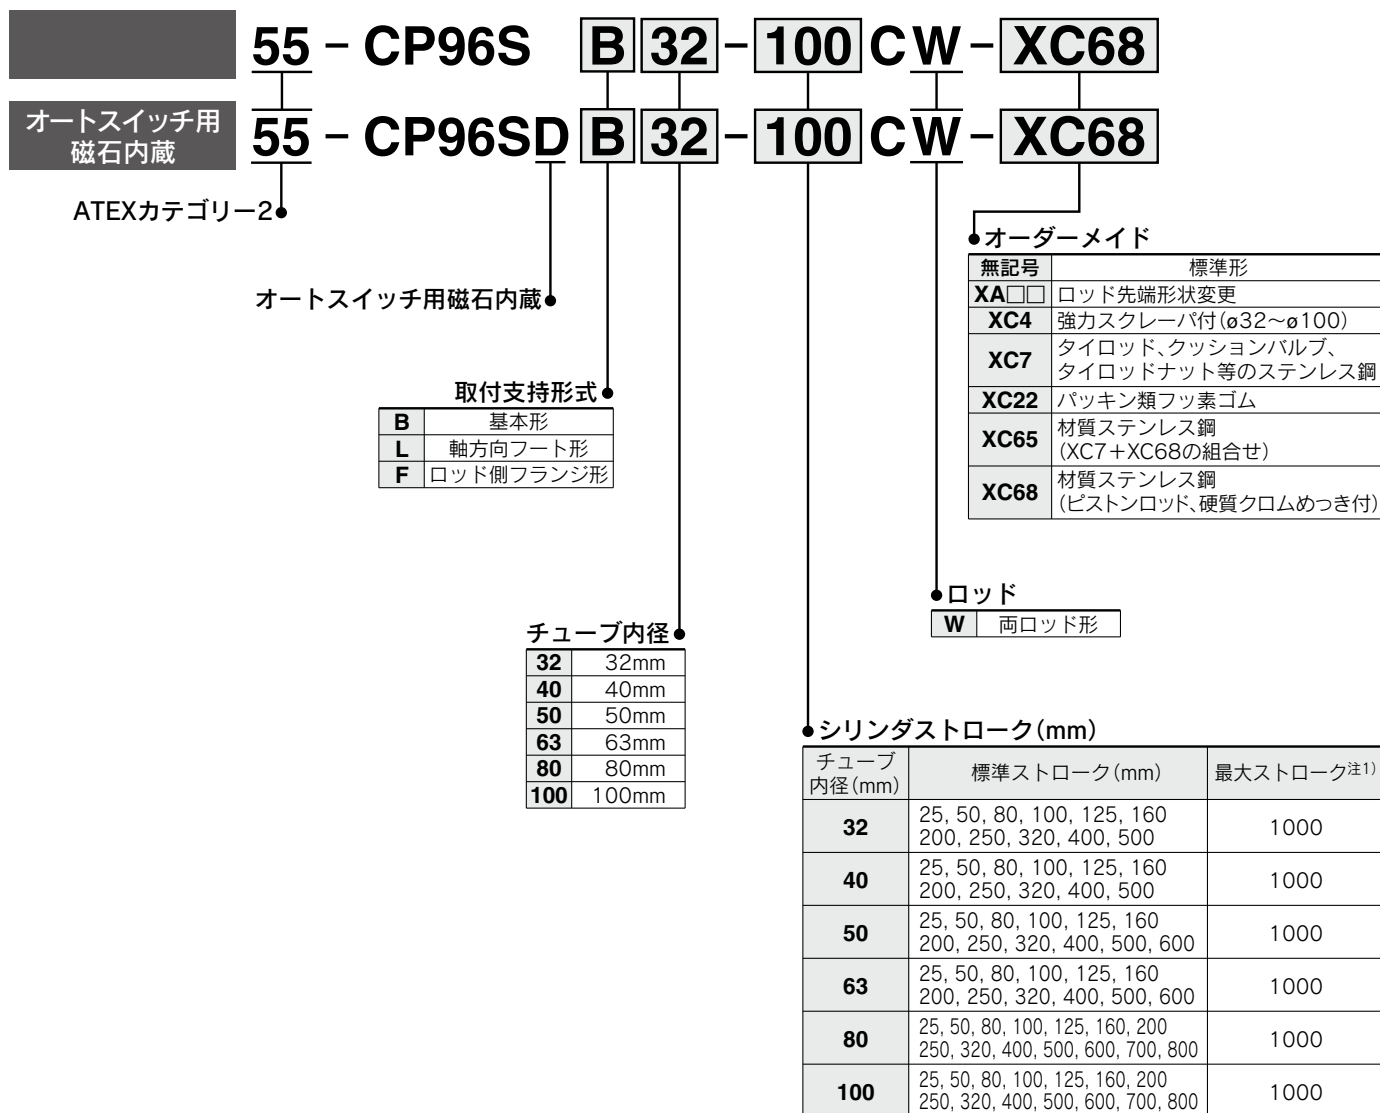 55 − CP96S B 32 − 100 C W − XC68
オートスイッチ用
磁石内蔵
55 − CP96SD B 32 − 100 C W − XC68
ATEXカテゴリー2
オートスイッチ用磁石内蔵
取付支持形式
B 基本形
L 軸方向フート形
F ロッド側フランジ形
チューブ内径
32 32mm
40 40mm
50 50mm
63 63mm
80 80mm
100 100mm
オーダーメイド
無記号 標準形
XA□□ ロッド先端形状変更
XC4 強力スクレーパ付(ø32〜ø100)
XC7 タイロッド、クッションバルブ、
タイロッドナット等のステンレス鋼
XC22 パッキン類フッ素ゴム
XC65 材質ステンレス鋼
(XC7+XC68の組合せ)
XC68 材質ステンレス鋼
(ピストンロッド、硬質クロムめっき付)
ロッド
W 両ロッド形
シリンダストローク(mm)
チューブ
内径(mm) 標準ストローク(mm) 最大ストローク注1)
32 25, 50, 80, 100, 125, 160
200, 250, 320, 400, 500 1000
40 25, 50, 80, 100, 125, 160
200, 250, 320, 400, 500 1000
50 25, 50, 80, 100, 125, 160
200, 250, 320, 400, 500, 600 1000
63 25, 50, 80, 100, 125, 160
200, 250, 320, 400, 500, 600 1000
80 25, 50, 80, 100, 125, 160, 200
250, 320, 400, 500, 600, 700, 800 1000
100 25, 50, 80, 100, 125, 160, 200
250, 320, 400, 500, 600, 700, 800 1000